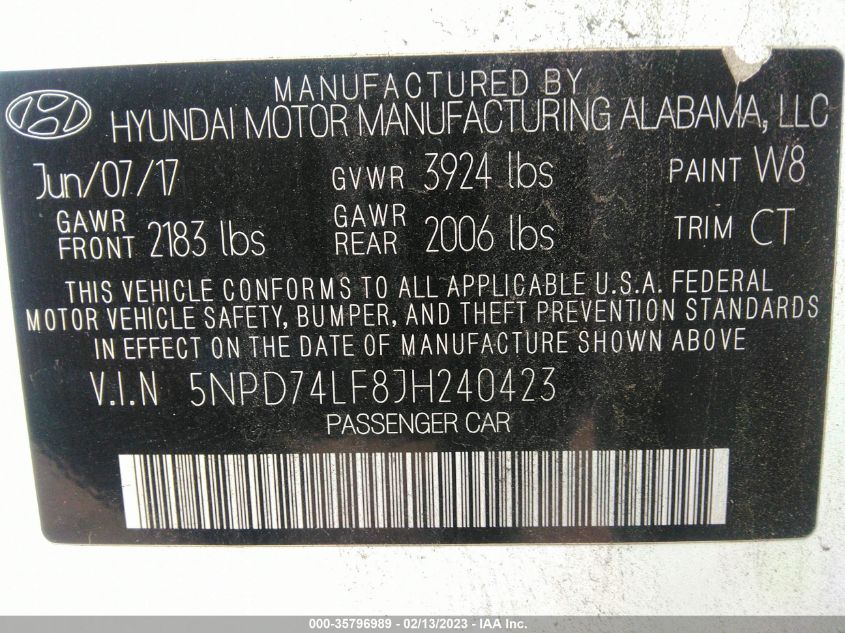 MANUFACTURED BY
HYUNDAI MOTOR MANUFACTURING ALABAMA, LLC
Jun/07/17 GVWR 3924 lbs PAINT W8
GAWR FRONT 2183 lbs GAWR REAR 2006 lbs TRIM CT
THIS VEHICLE CONFORMS TO ALL APPLICABLE U.S.A. FEDERAL
MOTOR VEHICLE SAFETY, BUMPER, AND THEFT PREVENTION STANDARDS
IN EFFECT ON THE DATE OF MANUFACTURE SHOWN ABOVE
V.I.N 5NPD74LF8JH240423
PASSENGER CAR
000-35796989 - 02/13/2023 - IAA Inc.